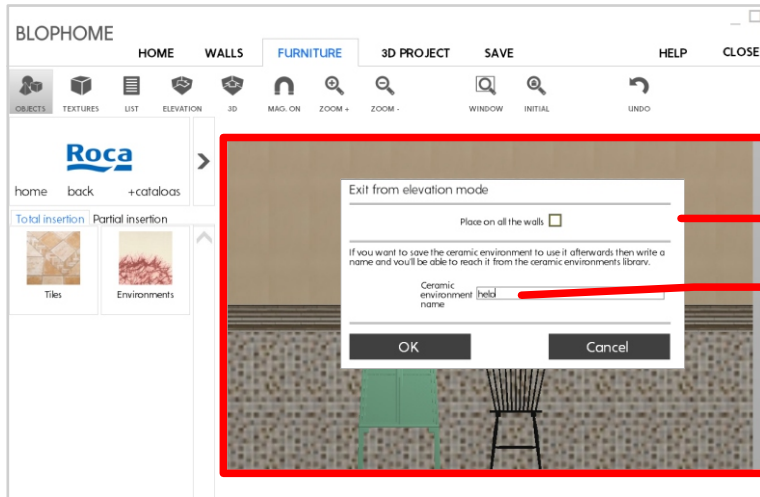 BLOPHOME
HOME WALLS FURNITURE 3D PROJECT SAVE HELP CLOSE
OBJECTS TEXTURES LIST ELEVATION 3D MAG. ON ZOOM + ZOOM - WINDOW INITIAL UNDO
Roca
home back +cataloas
Total insertion Partial insertion
Tiles Environments
Exit from elevation mode
Place on all the walls
If you want to save the ceramic environment to use it afterwards then write a
name and you'll be able to reach it from the ceramic environments library.
Ceramic
environment help
name
OK Cancel